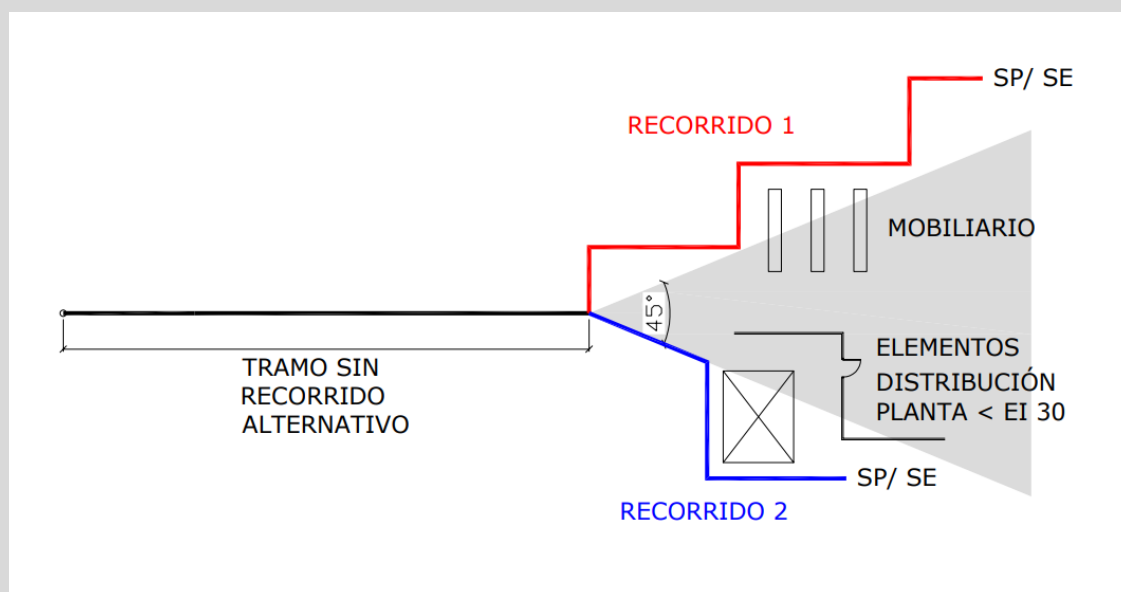 SP/ SE
RECORRIDO 1
MOBILIARIO
45°
ELEMENTOS
DISTRIBUCIÓN
PLANTA < EI 30
TRAMO SIN
RECORRIDO
ALTERNATIVO
SP/ SE
RECORRIDO 2